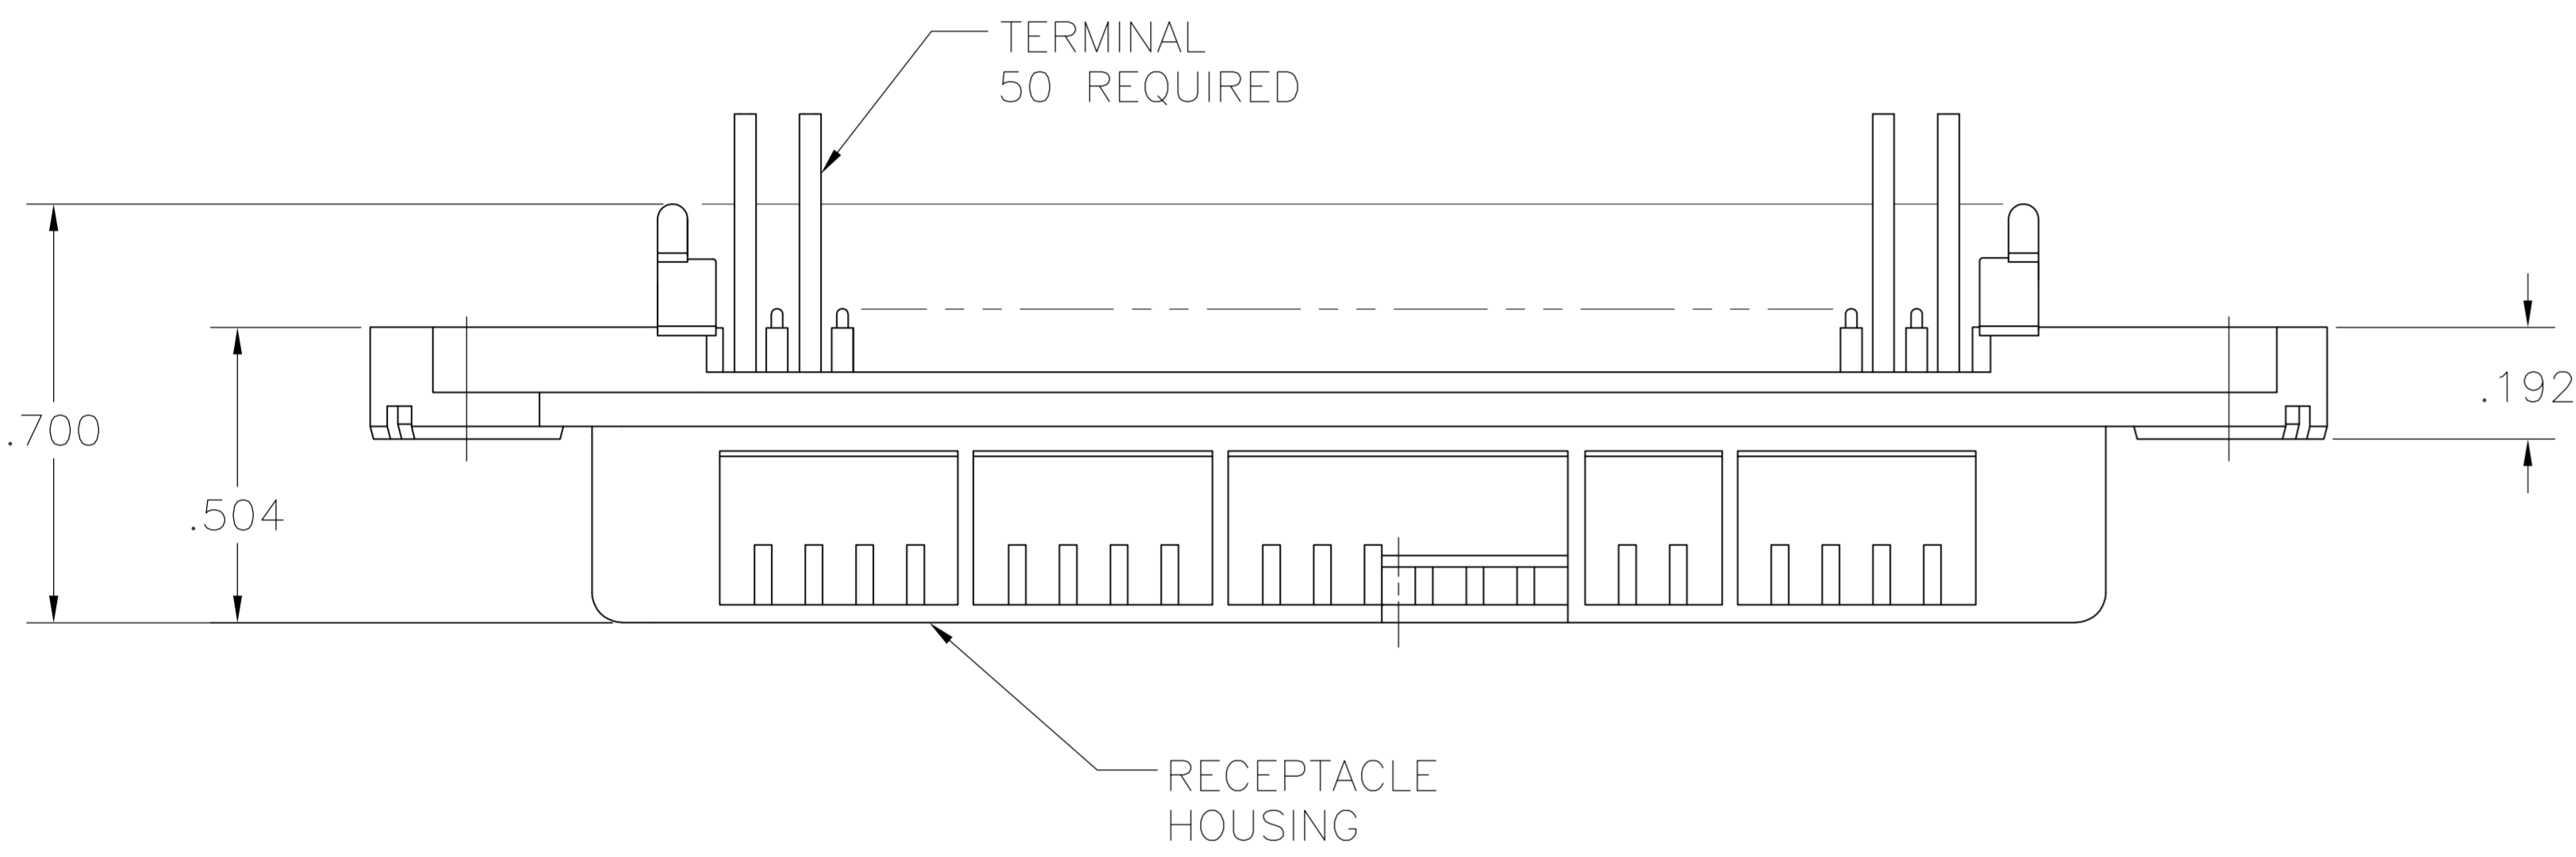 TERMINAL
50 REQUIRED
.192
.700
.504
RECEPTACLE
HOUSING